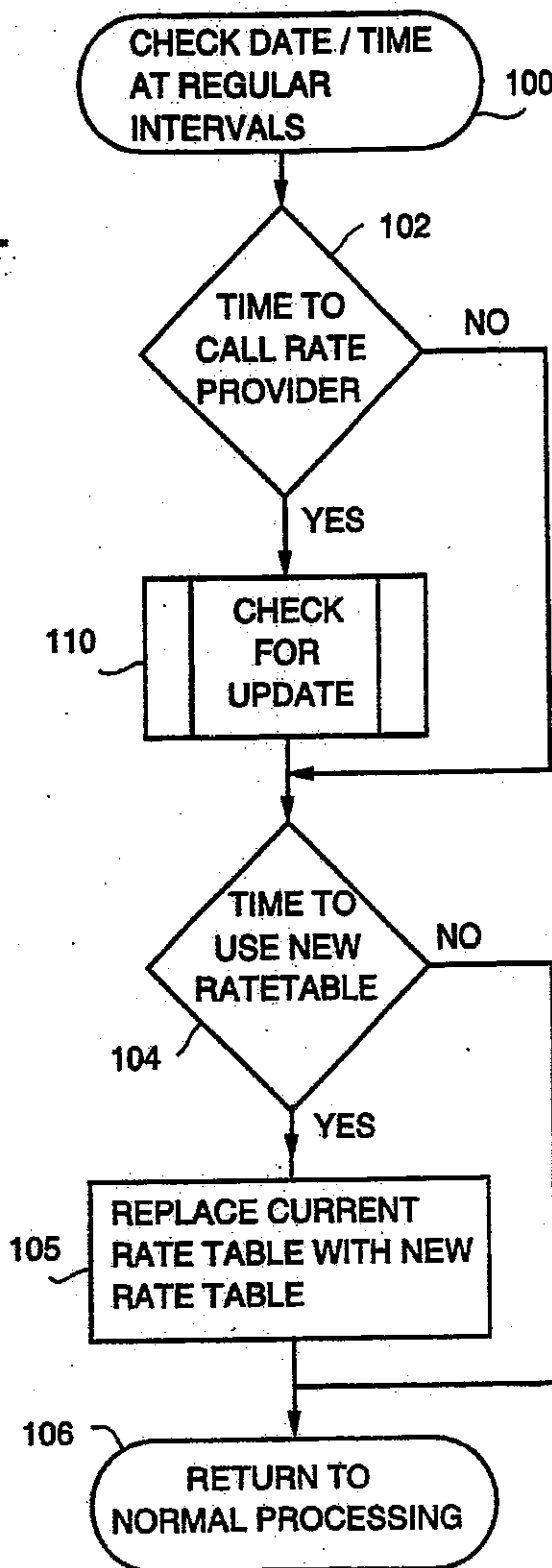 CHECK DATE / TIME
AT REGULAR
INTERVALS
100
102
TIME TO
CALL RATE
PROVIDER
NO
YES
110
CHECK
FOR
UPDATE
TIME TO
USE NEW
RATETABLE
NO
104
YES
105
REPLACE CURRENT
RATE TABLE WITH NEW
RATE TABLE
106
RETURN TO
NORMAL PROCESSING